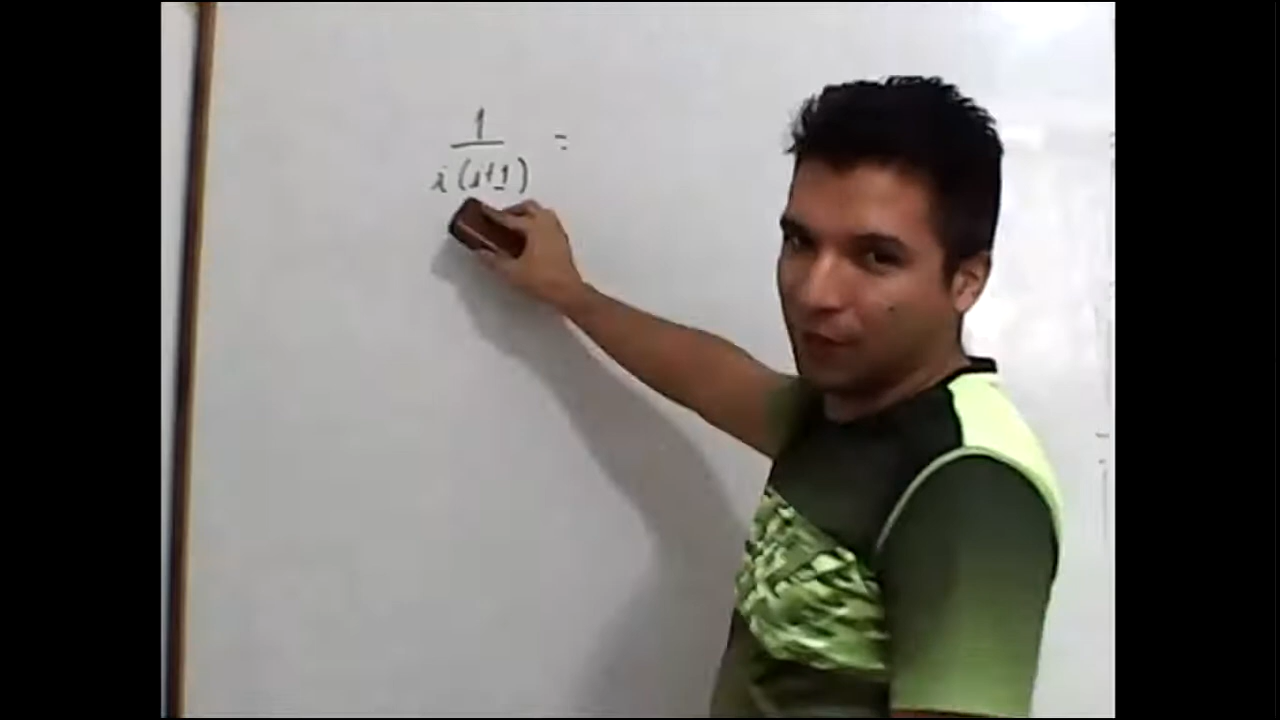 1
i(i+1) =